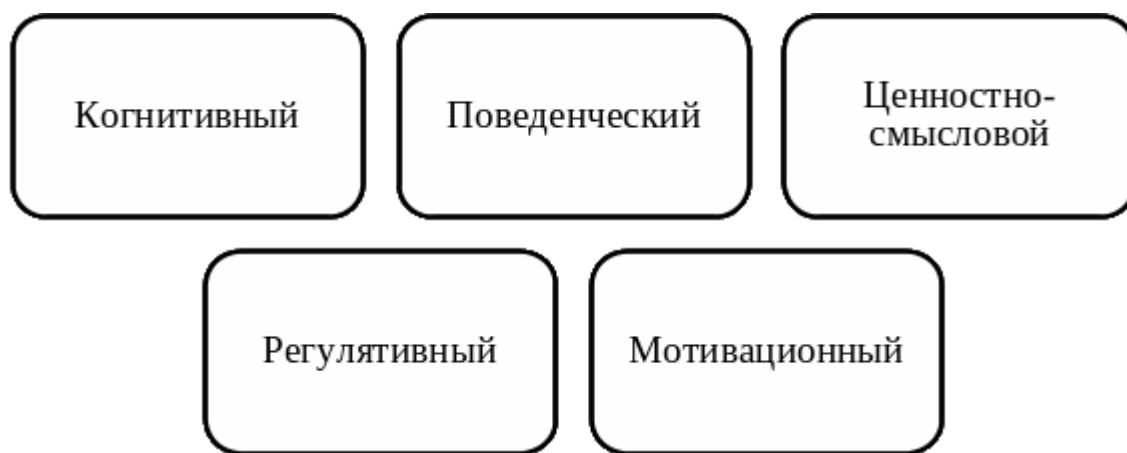 Когнитивный
Поведенческий
Ценностно-
смысловой
Регулятивный
Мотивационный